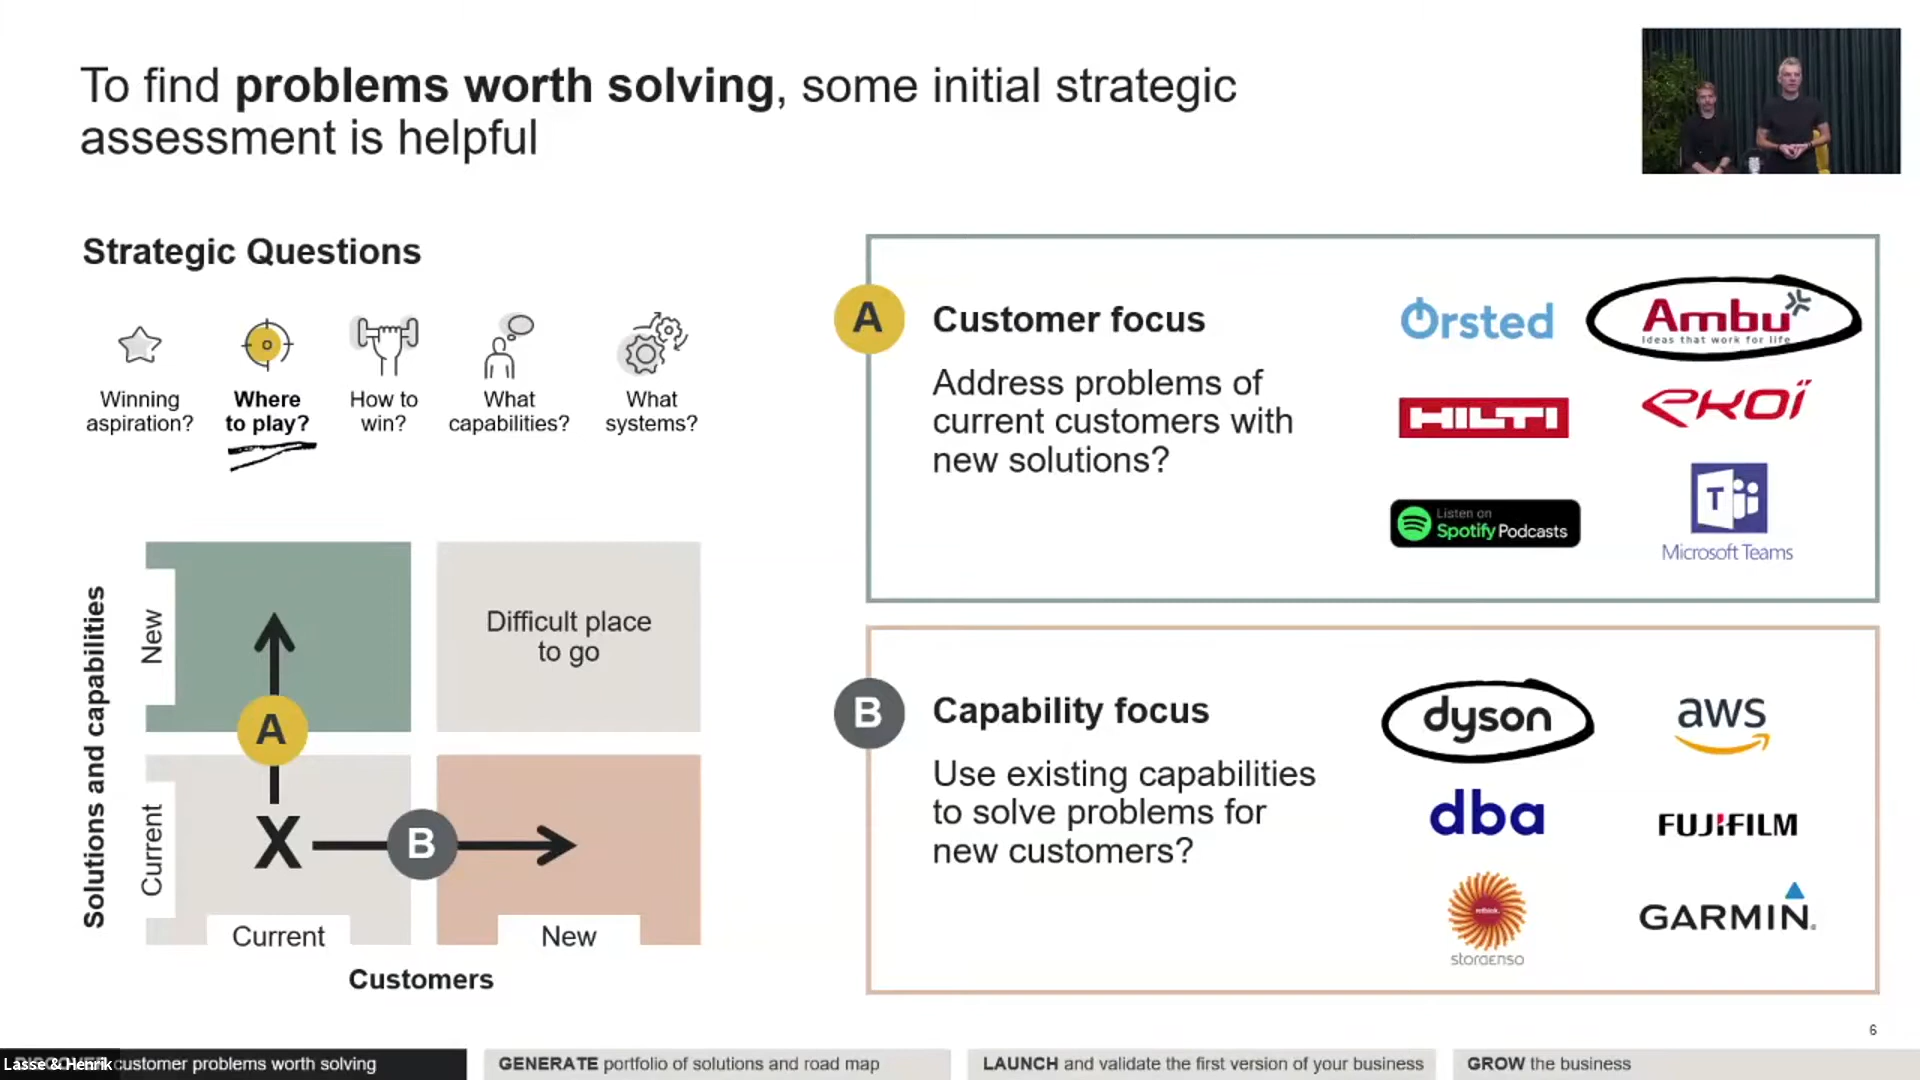 To find problems worth solving, some initial strategic
assessment is helpful
Strategic Questions
Winning
aspiration?
Where
to play?
How to
win?
What
capabilities?
What
systems?
Solutions and capabilities
New
Current
Difficult place
to go
A
X
B
Current
New
Customers
A
Customer focus
Address problems of
current customers with
new solutions?
Ørsted
Ambu
Ideas that work for life
HILTI
EKOÏ
Listen on
Spotify Podcasts
T
Microsoft Teams
B
Capability focus
Use existing capabilities
to solve problems for
new customers?
dyson
aws
dba
FUJIFILM
storaenso
GARMIN
6
Lasse & Henrik
customer problems worth solving
GENERATE portfolio of solutions and road map
LAUNCH and validate the first version of your business
GROW the business